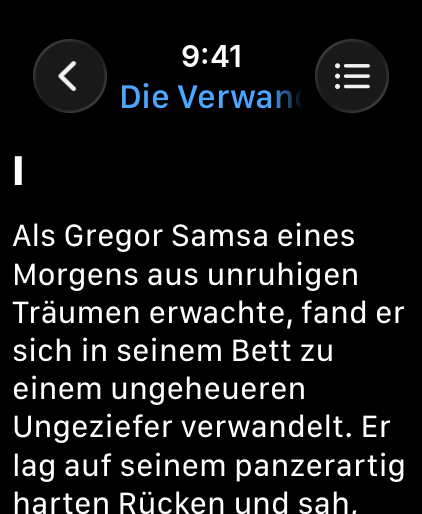 9:41
Die Verwan
I
Als Gregor Samsa eines
Morgens aus unruhigen
Träumen erwachte, fand er
sich in seinem Bett zu
einem ungeheueren
Ungeziefer verwandelt. Er
lag auf seinem panzerartig
harten Rücken und sah,